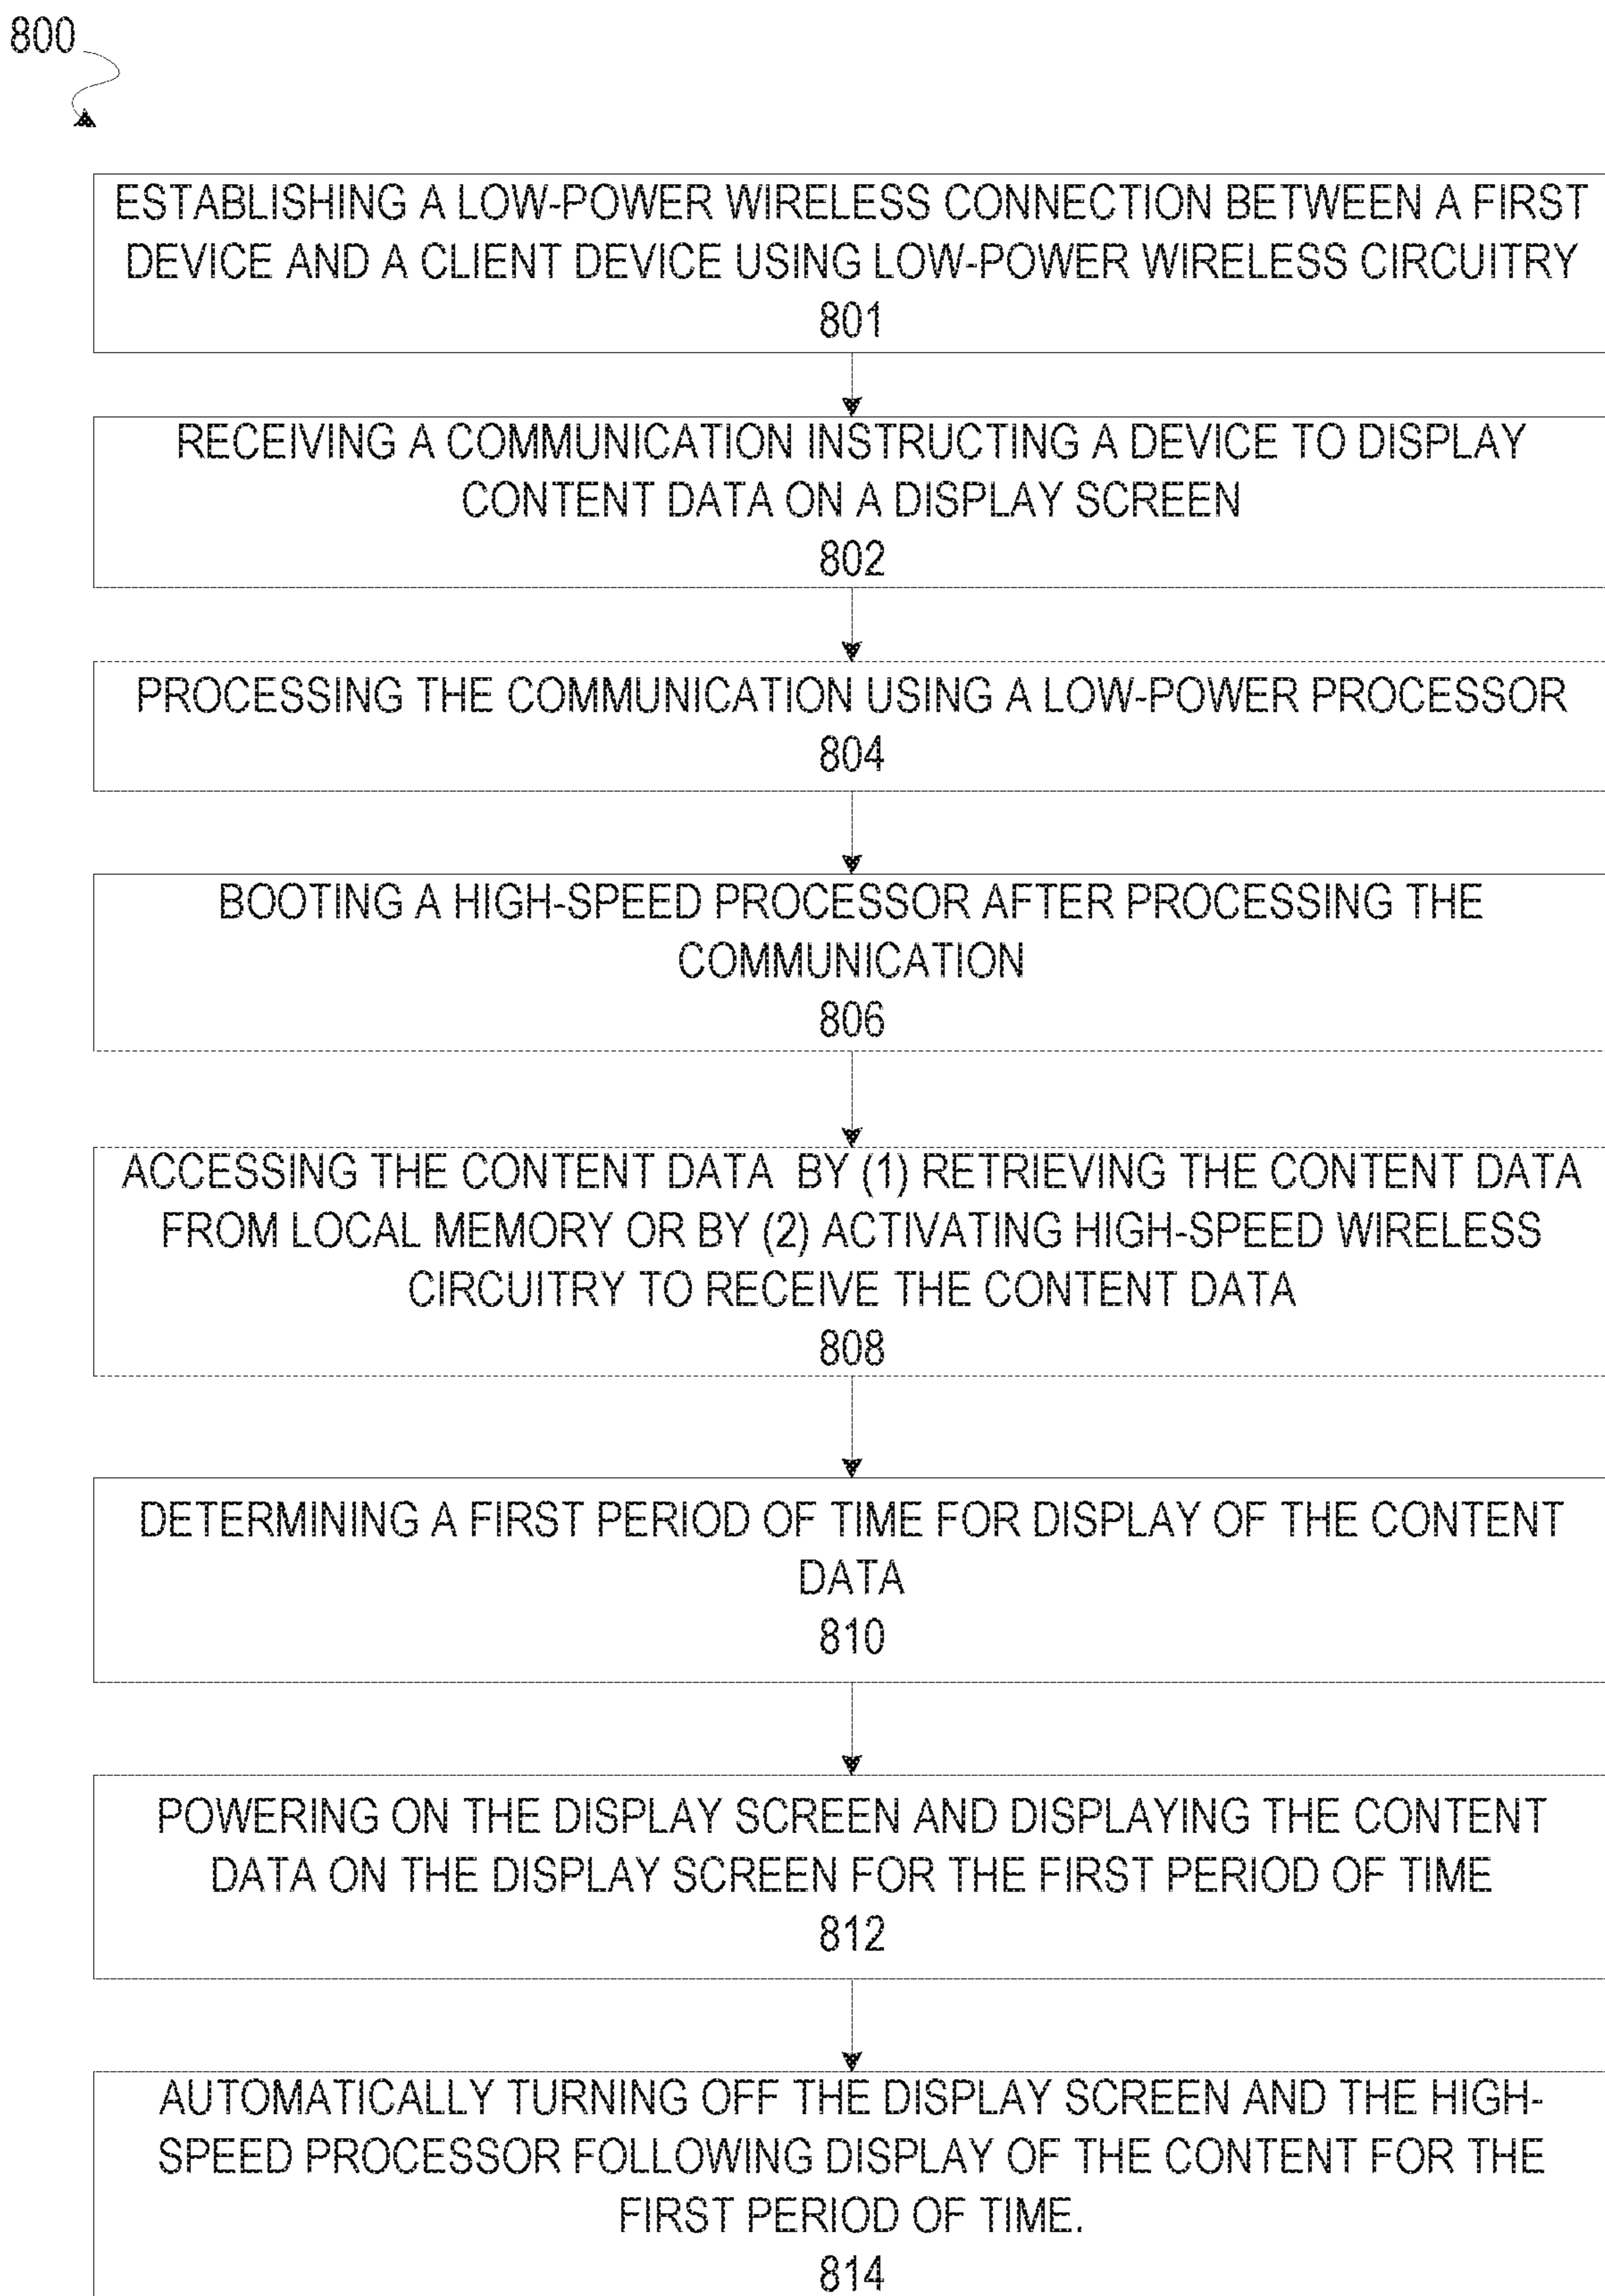 800
ESTABLISHING A LOW-POWER WIRELESS CONNECTION BETWEEN A FIRST
DEVICE AND A CLIENT DEVICE USING LOW-POWER WIRELESS CIRCUITRY
801
RECEIVING A COMMUNICATION INSTRUCTING A DEVICE TO DISPLAY
CONTENT DATA ON A DISPLAY SCREEN
802
PROCESSING THE COMMUNICATION USING A LOW-POWER PROCESSOR
804
BOOTING A HIGH-SPEED PROCESSOR AFTER PROCESSING THE
COMMUNICATION
806
ACCESSING THE CONTENT DATA BY (1) RETRIEVING THE CONTENT DATA
FROM LOCAL MEMORY OR BY (2) ACTIVATING HIGH-SPEED WIRELESS
CIRCUITRY TO RECEIVE THE CONTENT DATA
808
DETERMINING A FIRST PERIOD OF TIME FOR DISPLAY OF THE CONTENT
DATA
810
POWERING ON THE DISPLAY SCREEN AND DISPLAYING THE CONTENT
DATA ON THE DISPLAY SCREEN FOR THE FIRST PERIOD OF TIME
812
AUTOMATICALLY TURNING OFF THE DISPLAY SCREEN AND THE HIGH-
SPEED PROCESSOR FOLLOWING DISPLAY OF THE CONTENT FOR THE
FIRST PERIOD OF TIME.
814